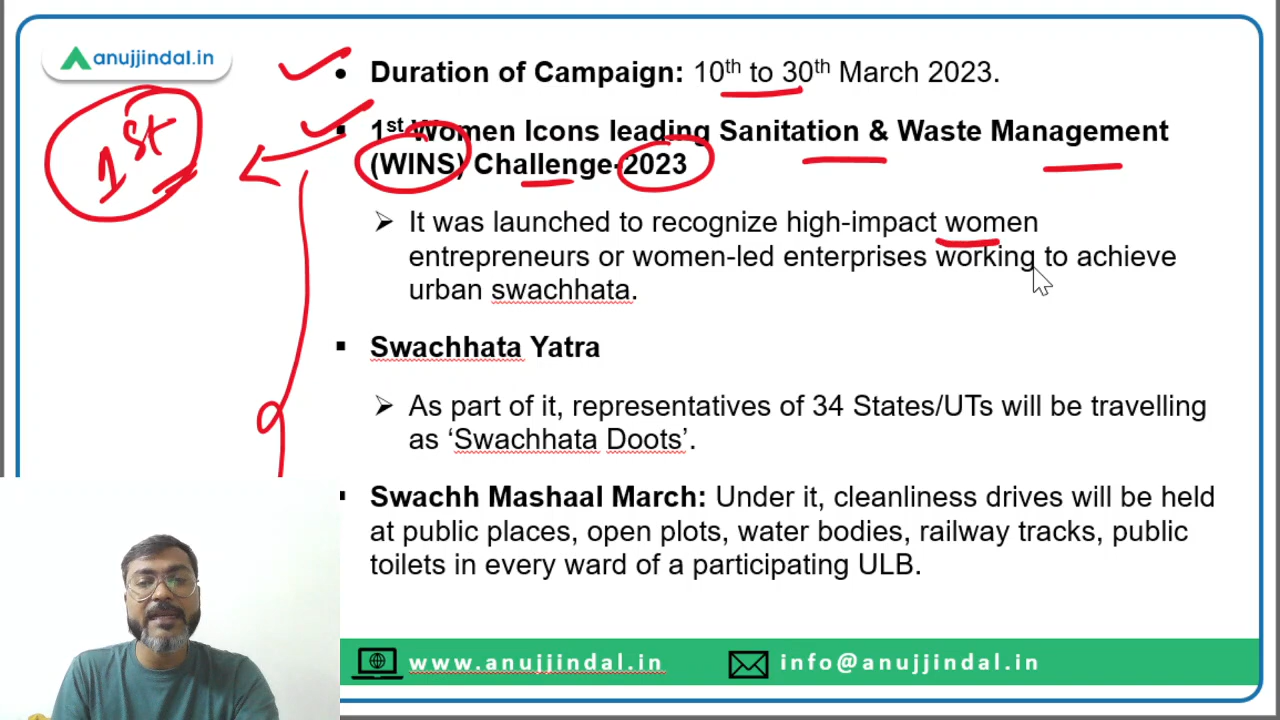 anujjindal.in
• Duration of Campaign: 10th to 30th March 2023.
1st
▪ 1st Women Icons leading Sanitation & Waste Management
(WINS) Challenge-2023
➢ It was launched to recognize high-impact women
entrepreneurs or women-led enterprises working to achieve
urban swachhata.
▪ Swachhata Yatra
➢ As part of it, representatives of 34 States/UTs will be travelling
as ‘Swachhata Doots’.
▪ Swachh Mashaal March: Under it, cleanliness drives will be held
at public places, open plots, water bodies, railway tracks, public
toilets in every ward of a participating ULB.
www.anujjindal.in info@anujjindal.in